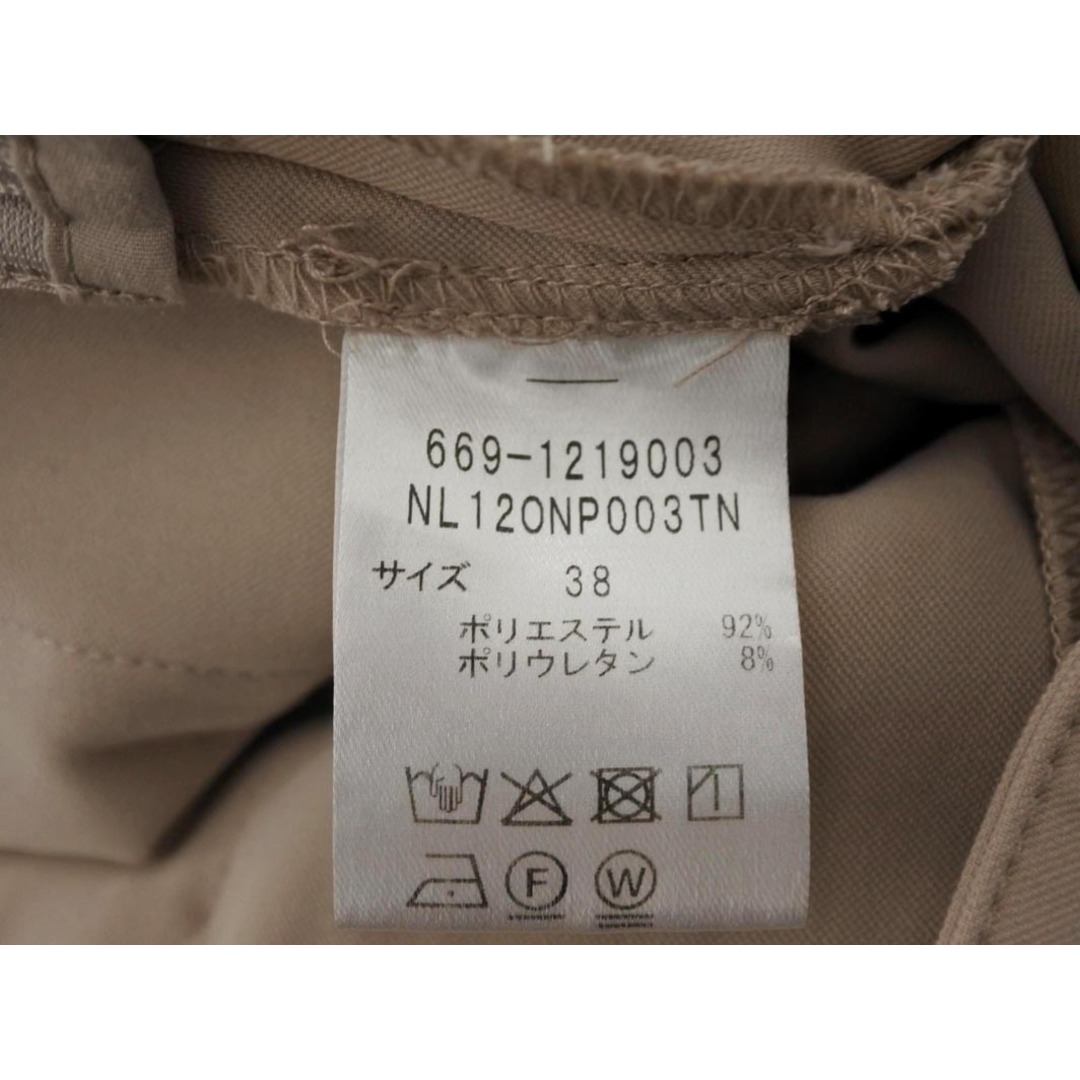 669-1219003
NL120NP003TN
サイズ 38
ポリエステル 92%
ポリウレタン 8%
F W